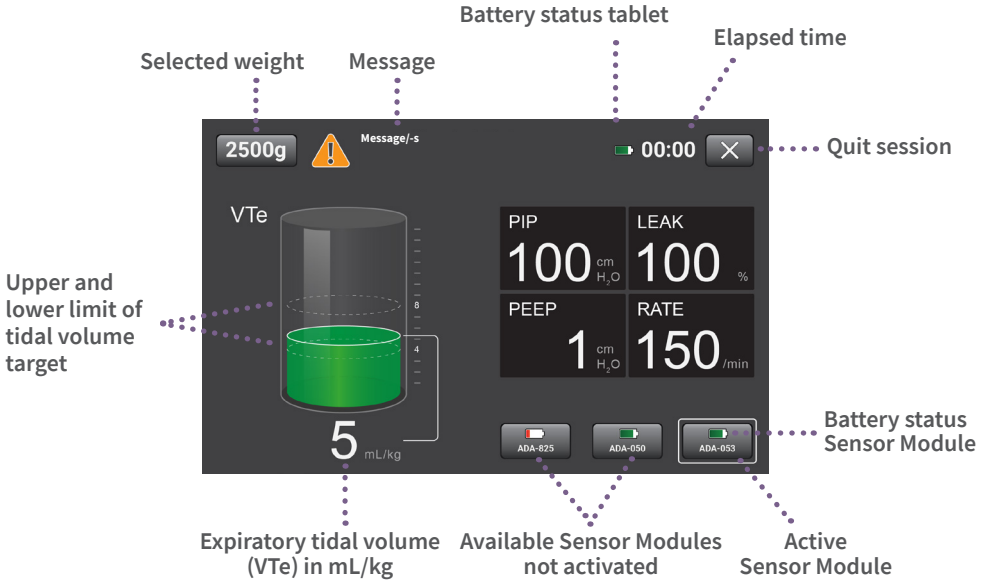 Battery status tablet
Elapsed time
Selected weight
Message
2500g
Message/-s
00:00
Quit session
VTe
PIP
100 cm H₂O
LEAK
100 %
Upper and
lower limit of
tidal volume
target
8
4
PEEP
1 cm H₂O
RATE
150 /min
5 mL/kg
ADA-825
ADA-050
ADA-053
Battery status
Sensor Module
Expiratory tidal volume
(VTe) in mL/kg
Available Sensor Modules
not activated
Active
Sensor Module